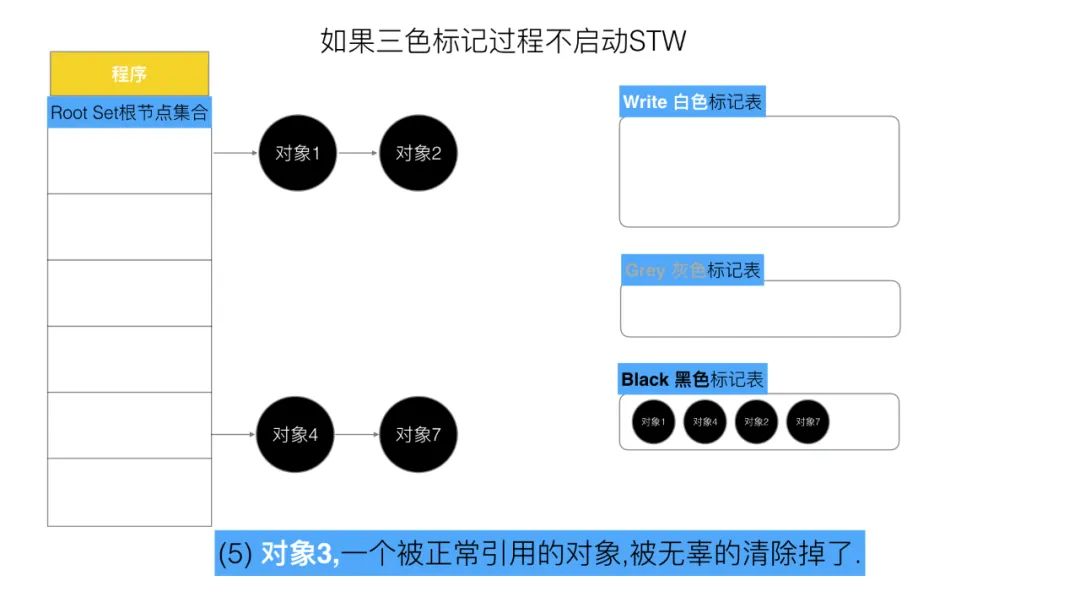 如果三色标记过程不启动STW
程序
Root Set根节点集合
对象1
对象2
对象4
对象7
Write 白色标记表
Grey 灰色标记表
Black 黑色标记表
对象1 对象4 对象2 对象7
(5) 对象3,一个被正常引用的对象,被无辜的清除掉了.